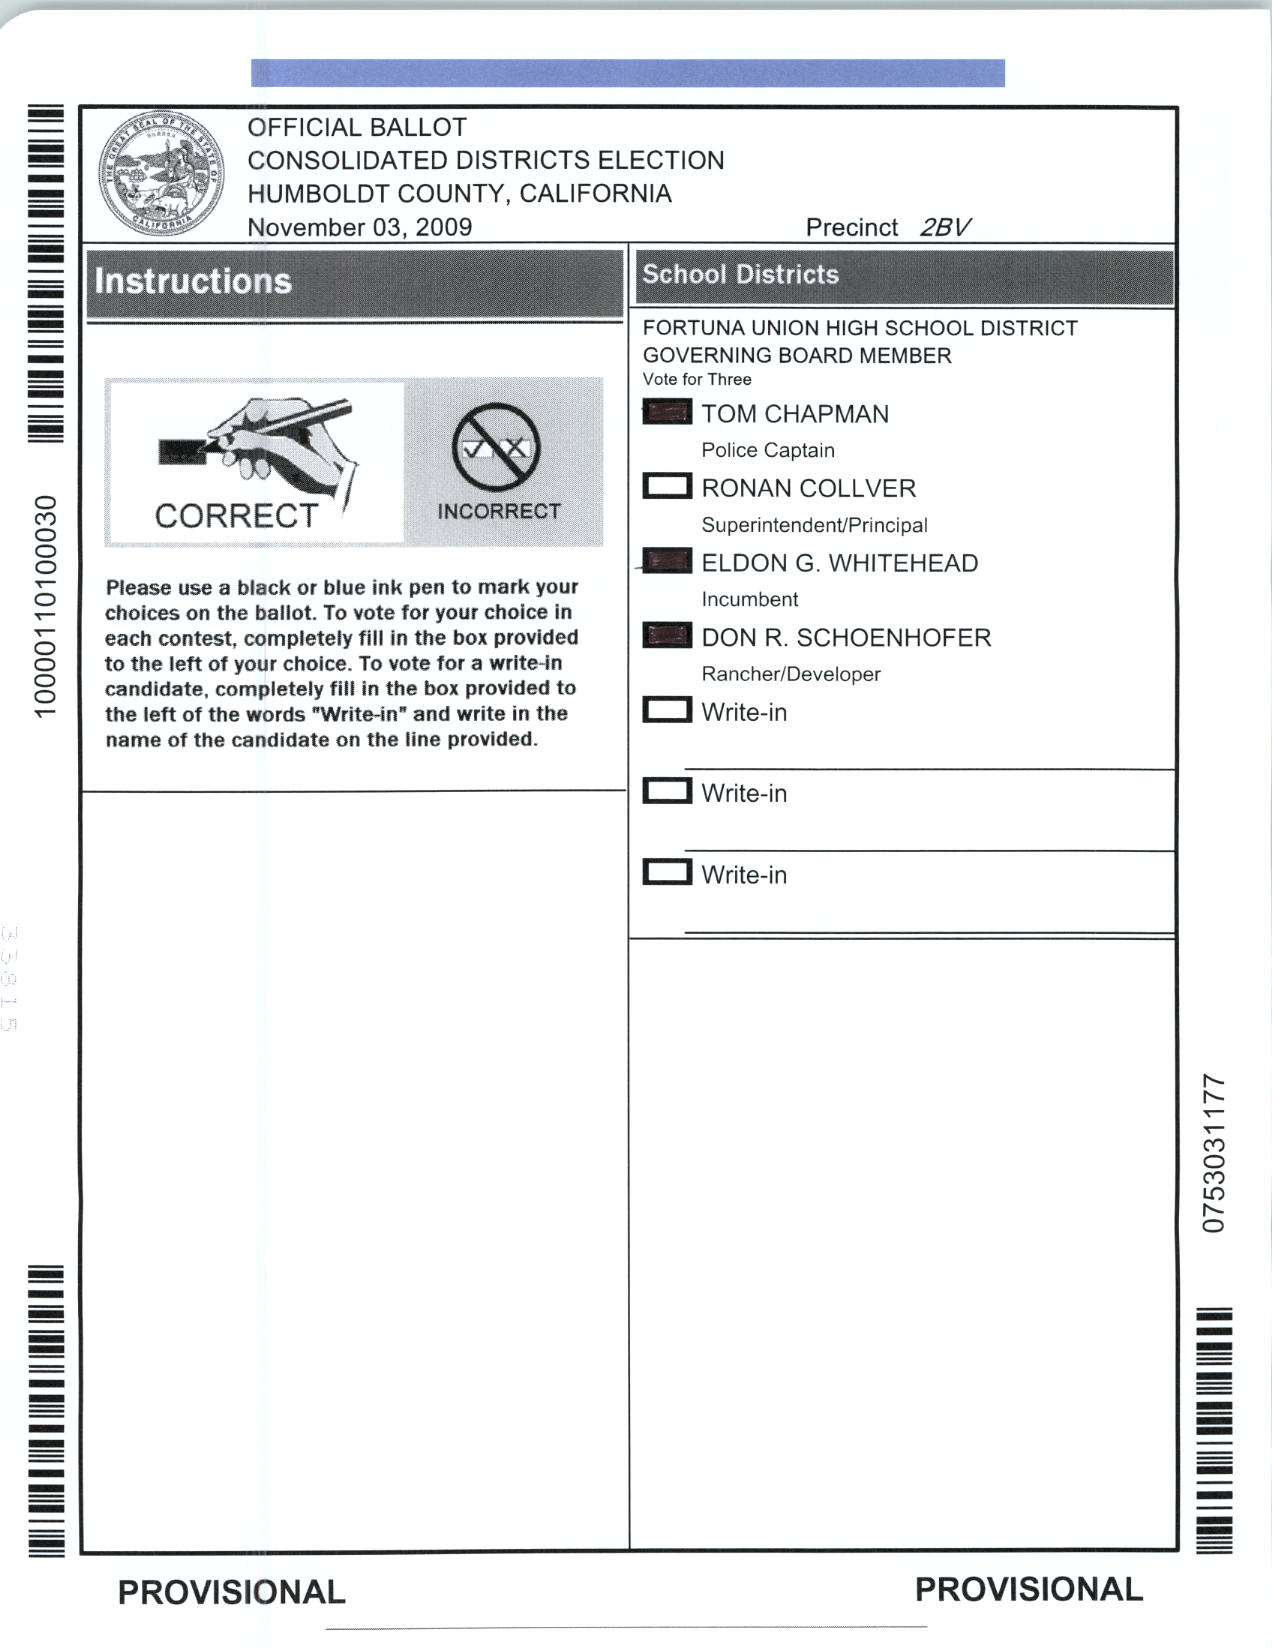 OFFICIAL BALLOT
CONSOLIDATED DISTRICTS ELECTION
HUMBOLDT COUNTY, CALIFORNIA
November 03, 2009 Precinct 2BV
THE GREAT SEAL OF THE STATE OF CALIFORNIA
Instructions
CORRECT
INCORRECT
Please use a black or blue ink pen to mark your
choices on the ballot. To vote for your choice in
each contest, completely fill in the box provided
to the left of your choice. To vote for a write-in
candidate, completely fill in the box provided to
the left of the words "Write-in" and write in the
name of the candidate on the line provided.
School Districts
FORTUNA UNION HIGH SCHOOL DISTRICT
GOVERNING BOARD MEMBER
Vote for Three
TOM CHAPMAN
Police Captain
RONAN COLLVER
Superintendent/Principal
ELDON G. WHITEHEAD
Incumbent
DON R. SCHOENHOFER
Rancher/Developer
Write-in
Write-in
Write-in
10000110100030
33815
0753031177
PROVISIONAL
PROVISIONAL